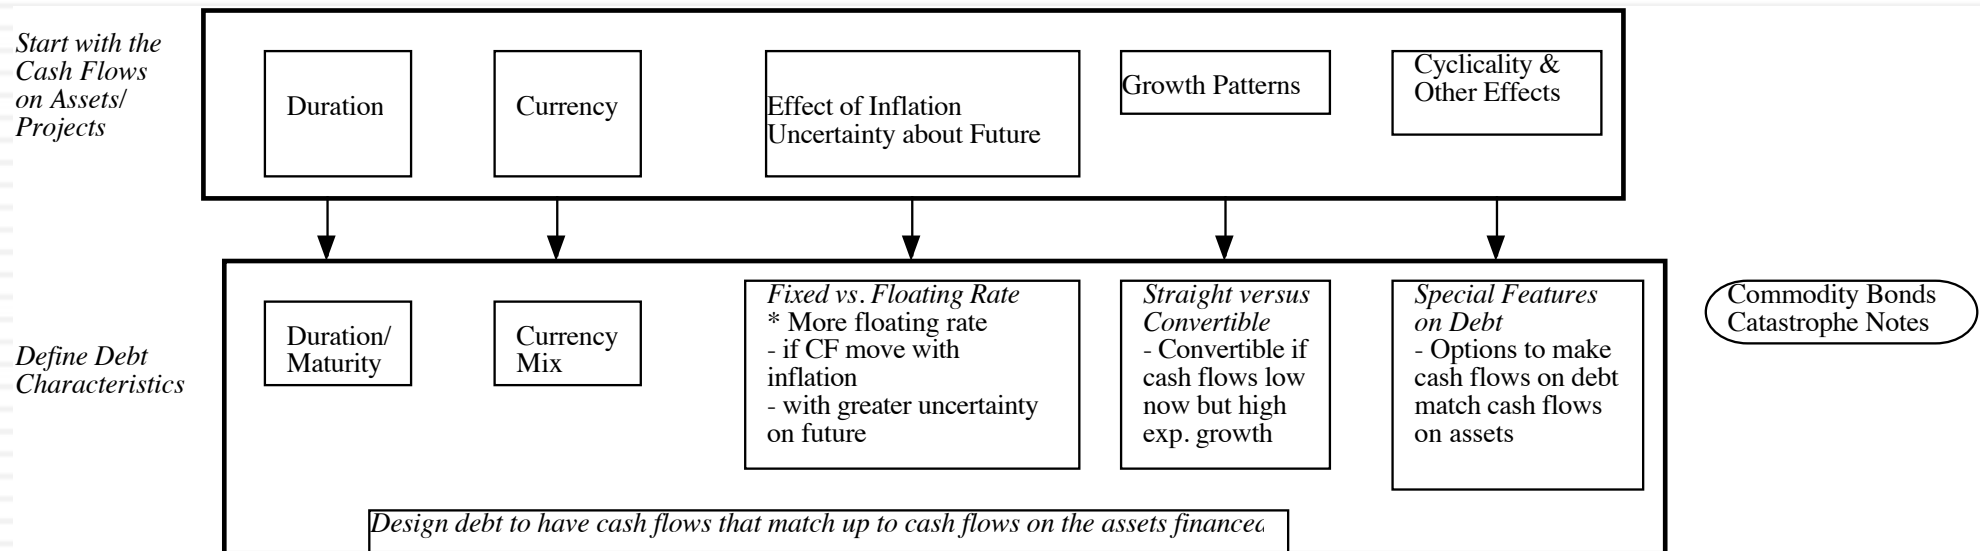 Start with the
Cash Flows
on Assets/
Projects
Duration
Currency
Effect of Inflation
Uncertainty about Future
Growth Patterns
Cyclicality &
Other Effects
Define Debt
Characteristics
Duration/
Maturity
Currency
Mix
Fixed vs. Floating Rate
* More floating rate
- if CF move with
inflation
- with greater uncertainty
on future
Straight versus
Convertible
- Convertible if
cash flows low
now but high
exp. growth
Special Features
on Debt
- Options to make
cash flows on debt
match cash flows
on assets
Commodity Bonds
Catastrophe Notes
Design debt to have cash flows that match up to cash flows on the assets financed